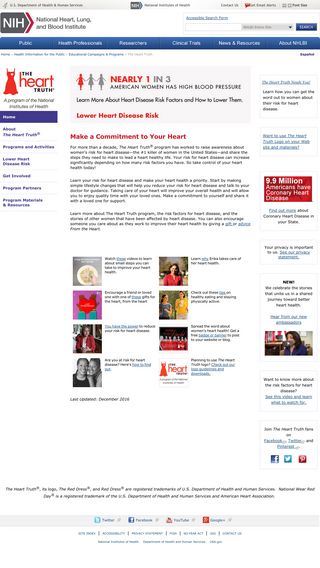 U.S. Department of Health & Human Services
National Institutes of Health
Share
Print
Font Size
NIH National Heart, Lung,
and Blood Institute
Accessible Search Form
Public
Health Professionals
Researchers
Clinical Trials
News & Resources
About NHLBI
Home » Health Information for the Public » Educational Campaigns & Programs » The Heart Truth
Español
THE heart TRUTH®
A program of the National
Institutes of Health
Home
About
The Heart Truth®
Programs and Activities
Lower Heart
Disease Risk
Get Involved
Program Partners
Program Materials
& Resources
NEARLY 1 IN 3
AMERICAN WOMEN HAS HIGH BLOOD PRESSURE
Learn More About Heart Disease Risk Factors and How to Lower Them.
Lower Heart Disease Risk
Make a Commitment to Your Heart
For more than a decade, The Heart Truth® program has worked to raise awareness about
women's risk for heart disease—the #1 killer of women in the United States—and share the
steps they need to make to lead a heart healthy life. Your risk for heart disease can increase
significantly depending on how many risk factors you have. So take control of your heart
health today!
Learn your risk for heart disease and make your heart health a priority. Start by making
simple lifestyle changes that will help you reduce your risk for heart disease and talk to your
doctor for guidance. Taking care of your heart will improve your overall health and will allow
you to enjoy quality time with your loved ones. Make a commitment to yourself and share it
with a loved one for support.
Learn more about The Heart Truth program, the risk factors for heart disease, and the
stories of other women that have been affected by heart disease. You can also encourage
someone you care about as they work to improve their heart health by giving a gift or advice
From the Heart.
Watch these videos to learn
about small steps you can
take to improve your heart
health.
Learn why Erika takes care of
her heart health.
Encourage a friend or loved
one with one of these gifts for
the heart, from the heart.
Check out these tips on
healthy eating and staying
physically active.
You have the power to reduce
your risk for heart disease.
Spread the word about
women's heart health! Get a
free badge or banner to post
to your website or blog.
Are you at risk for heart
disease? Here's how to
find out.
THE heart TRUTH®
Planning to use The Heart
Truth logo? Check out our
logo guidelines and
downloads.
Last Updated: December 2016
The Heart Truth Needs You!
Learn how you can get the
word out to women about
their risk for heart
disease.
Want to use The Heart
Truth Logo on your Web
site and materials?
9.9 Million
Americans have
Coronary Heart
Disease
Find out more about
Coronary Heart Disease in
your State.
Your privacy is important
to us. See our privacy
statement.
NEW!
We celebrate the stories
that unite us in a shared
journey toward better
heart health.
Hear from our new
ambassadors
Want to know more about
the risk factors for heart
disease?
See this video and learn
what to watch for.
Join The Heart Truth fans
on
Facebook, Twitter and
Pinterest
The Heart Truth®, its logo, The Red Dress®, and Red Dress® are registered trademarks of U.S. Department of Health and Human Services. National Wear Red
Day® is a registered trademark of the U.S. Department of Health and Human Services and American Heart Association.
Twitter
Facebook
YouTube
Google+
SITE INDEX
ACCESSIBILITY
PRIVACY STATEMENT
FOIA
NO FEAR ACT
OIG
CONTACT US
National Institutes of Health
Department of Health and Human Services
USA.gov